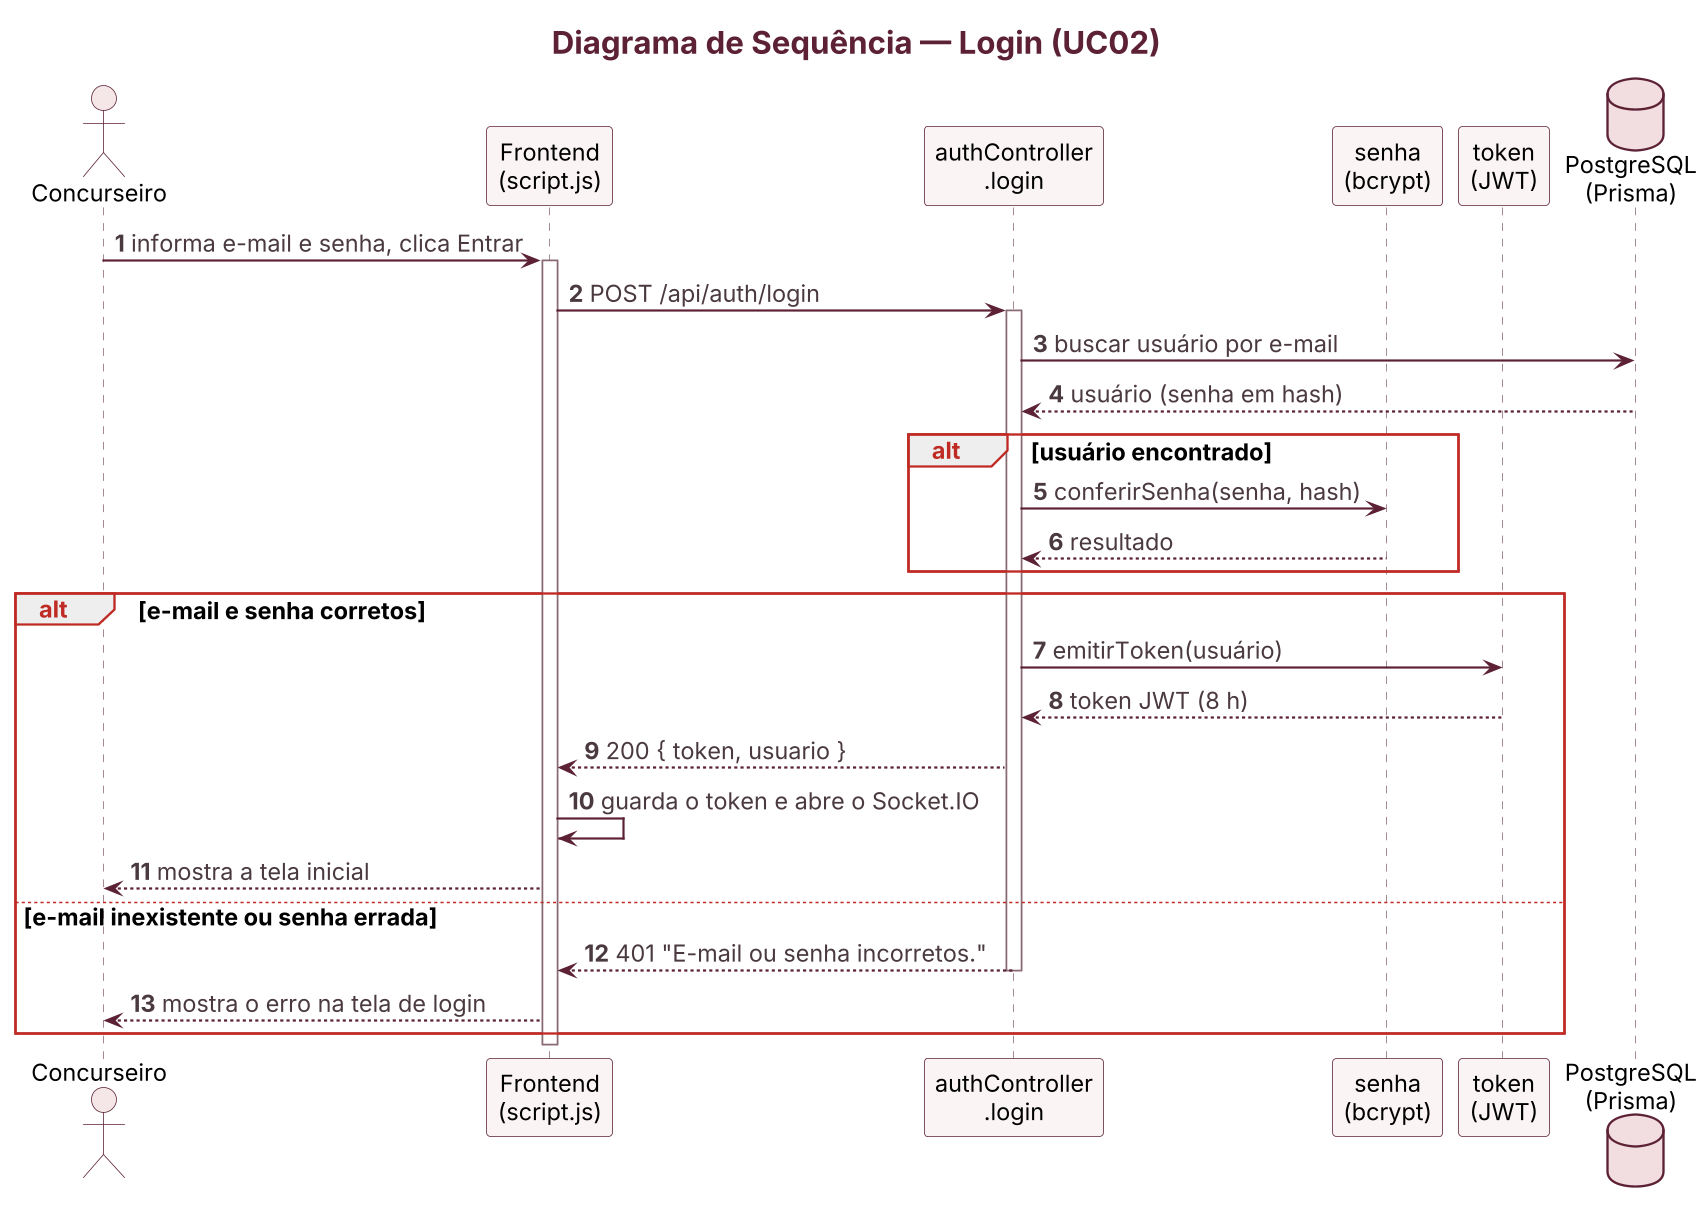 Diagrama de Sequência — Login (UC02)
Concurseiro
Frontend
(script.js)
authController
.login
senha
(bcrypt)
token
(JWT)
PostgreSQL
(Prisma)
1 informa e-mail e senha, clica Entrar
2 POST /api/auth/login
3 buscar usuário por e-mail
4 usuário (senha em hash)
alt [usuário encontrado]
5 conferirSenha(senha, hash)
6 resultado
alt [e-mail e senha corretos]
7 emitirToken(usuário)
8 token JWT (8 h)
9 200 { token, usuario }
10 guarda o token e abre o Socket.IO
11 mostra a tela inicial
[e-mail inexistente ou senha errada]
12 401 "E-mail ou senha incorretos."
13 mostra o erro na tela de login
Concurseiro
Frontend
(script.js)
authController
.login
senha
(bcrypt)
token
(JWT)
PostgreSQL
(Prisma)